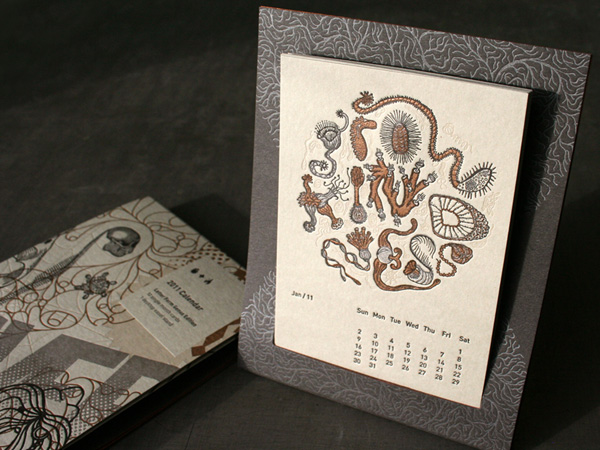 2011 Calendar
Jan/11
Sun Mon Tue Wed Thu Fri Sat
1
2 3 4 5 6 7 8
9 10 11 12 13 14 15
16 17 18 19 20 21 22
23 24 25 26 27 28 29
30 31